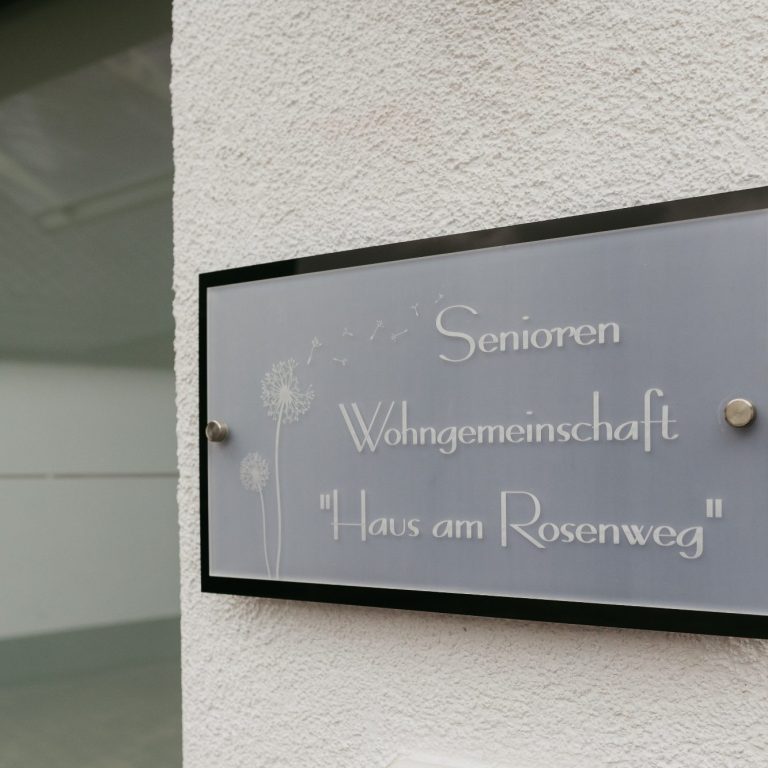 Senioren
Wohngemeinschaft
"Haus am Rosenweg"